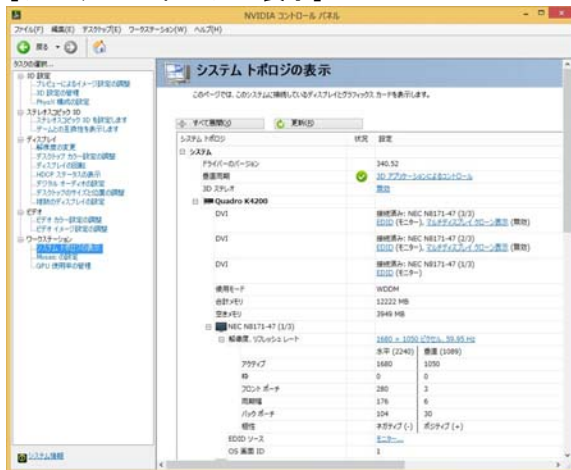 NVIDIA コントロール パネル
ファイル(F) 編集(E) デスクトップ(T) ワークステーション(W) ヘルプ(H)
戻る
タスクの選択...
3D 設定
プレビューによるイメージ設定の調整
3D 設定の管理
PhysX 構成の設定
ステレオスコピック 3D
ステレオスコピック 3D を設定します
ゲームとの互換性を表示します
ディスプレイ
解像度の変更
デスクトップ カラー設定の調整
ディスプレイの回転
HDCP ステータスの表示
デジタル オーディオの設定
デスクトップのサイズと位置の調整
複数のディスプレイの設定
ビデオ
ビデオ カラー設定の調整
ビデオ イメージ設定の調整
ワークステーション
システム トポロジの表示
Mosaic の設定
GPU 使用率の管理
システム情報
システム トポロジの表示
このページでは、このシステムに接続しているディスプレイとグラフィックス カードを表示します。
すべて展開(X) 更新(R)
システム トポロジ 状況 設定
システム
ドライバーのバージョン 340.52
垂直同期 3D アプリケーションによるコントロール
3D ステレオ 無効
Quadro K4200
DVI 接続済み: NEC N8171-47 (3/3)
EDID (モニター), マルチディスプレイ クローン表示 (無効)
DVI 接続済み: NEC N8171-47 (2/3)
EDID (モニター), マルチディスプレイ クローン表示 (無効)
DVI 接続済み: NEC N8171-47 (1/3)
EDID (モニター)
使用モード WDDM
合計メモリ 12222 MB
空きメモリ 3949 MB
NEC N8171-47 (1/3)
解像度, リフレッシュ レート 1680 × 1050 ピクセル, 59.95 Hz
水平 (2240) 垂直 (1089)
アクティブ 1680 1050
枠 0 0
フロント ポーチ 280 3
同期幅 176 6
バック ポーチ 104 30
極性 ネガティブ (-) ポジティブ (+)
EDID ソース モニター...
OS 画面 ID 1